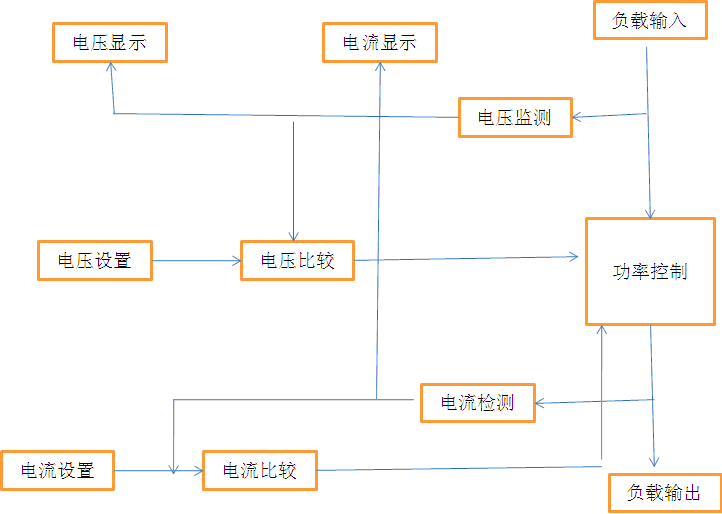 负载输入
电压显示
电流显示
电压监测
电压设置
电压比较
功率控制
电流检测
电流设置
电流比较
负载输出